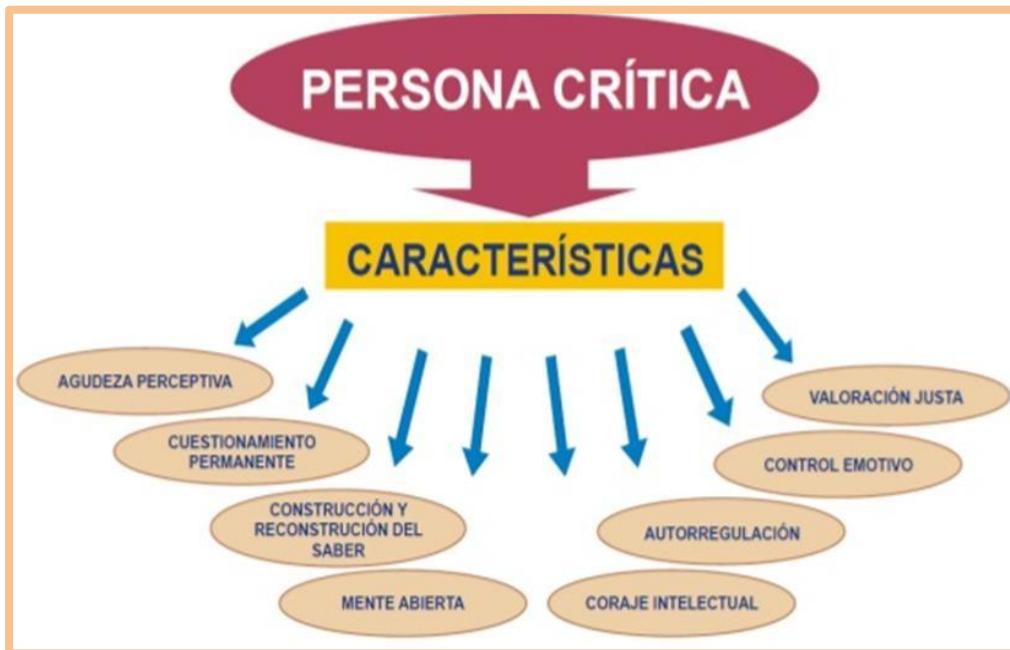 PERSONA CRÍTICA
CARACTERÍSTICAS
AGUDEZA PERCEPTIVA
CUESTIONAMIENTO
PERMANENTE
CONSTRUCCIÓN Y
RECONSTRUCIÓN DEL
SABER
MENTE ABIERTA
CORAJE INTELECTUAL
AUTORREGULACIÓN
CONTROL EMOTIVO
VALORACIÓN JUSTA